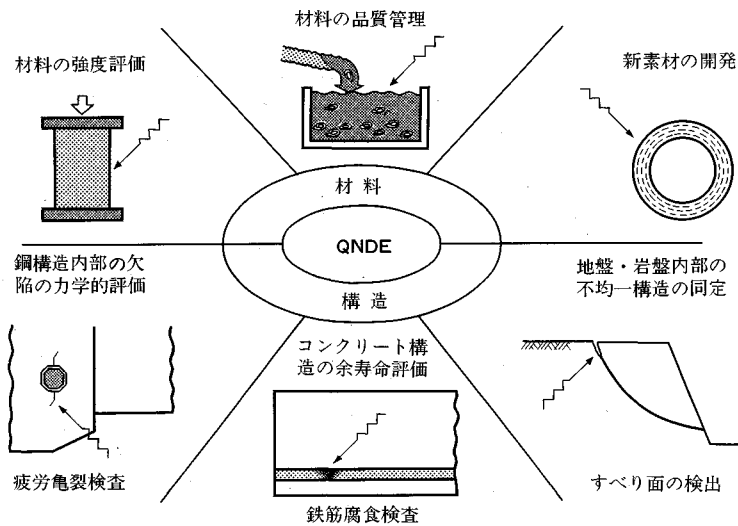 材料の品質管理
材料の強度評価
新素材の開発
材料
QNDE
構造
鋼構造内部の欠
陥の力学的評価
地盤・岩盤内部の
不均一構造の同定
コンクリート構
造の余寿命評価
疲労亀裂検査
鉄筋腐食検査
すべり面の検出